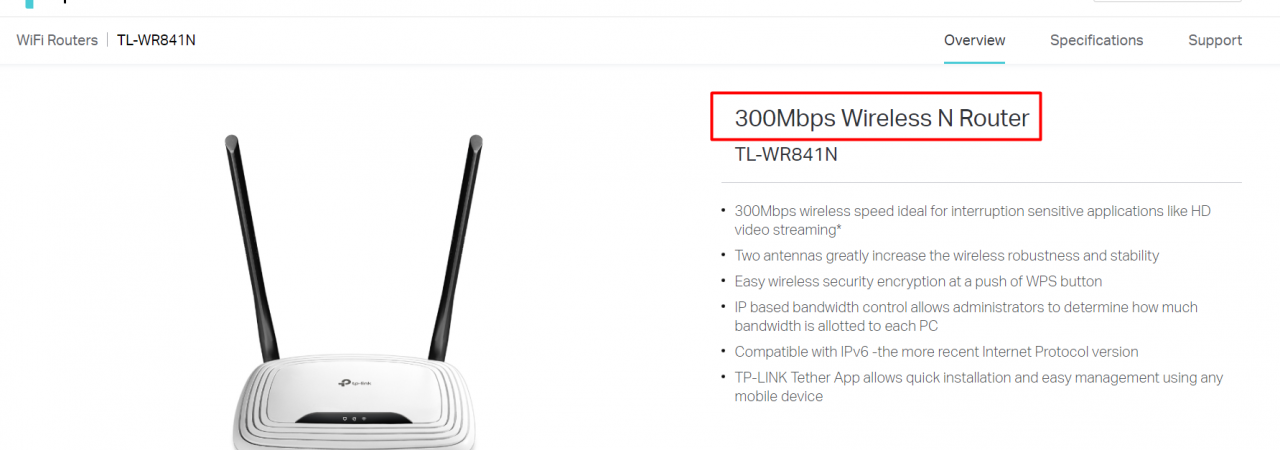 WiFi Routers | TL-WR841N
Overview
Specifications
Support
300Mbps Wireless N Router
TL-WR841N
• 300Mbps wireless speed ideal for interruption sensitive applications like HD
video streaming*
• Two antennas greatly increase the wireless robustness and stability
• Easy wireless security encryption at a push of WPS button
• IP based bandwidth control allows administrators to determine how much
bandwidth is allotted to each PC
• Compatible with IPv6 -the more recent Internet Protocol version
• TP-LINK Tether App allows quick installation and easy management using any
mobile device
tp-link